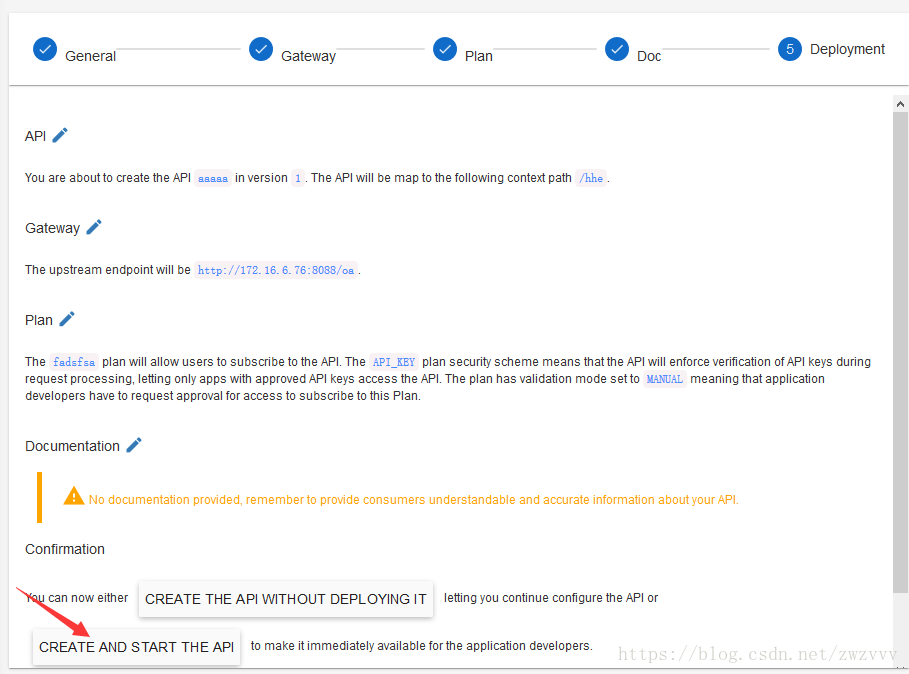 General Gateway Plan Doc 5 Deployment
API
You are about to create the API aaaaa in version 1 . The API will be map to the following context path /hhe .
Gateway
The upstream endpoint will be http://172.16.6.76:8088/oa .
Plan
The fadsfsa plan will allow users to subscribe to the API. The API_KEY plan security scheme means that the API will enforce verification of API keys during
request processing, letting only apps with approved API keys access the API. The plan has validation mode set to MANUAL meaning that application
developers have to request approval for access to subscribe to this Plan.
Documentation
No documentation provided, remember to provide consumers understandable and accurate information about your API.
Confirmation
You can now either CREATE THE API WITHOUT DEPLOYING IT letting you continue configure the API or
CREATE AND START THE API to make it immediately available for the application developers.
https://blog.csdn.net/zwzvvv